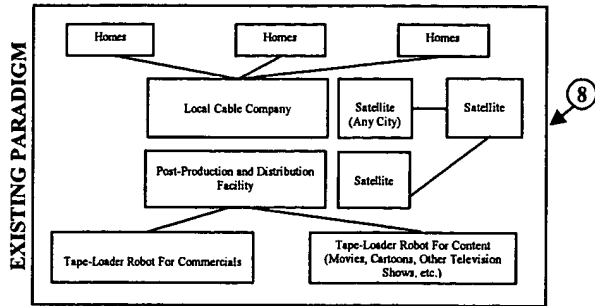 EXISTING PARADIGM
Homes
Homes
Homes
Local Cable Company
Satellite
(Any City)
Satellite
8
Post-Production and Distribution
Facility
Satellite
Tape-Loader Robot For Commercials
Tape-Loader Robot For Content
(Movies, Cartoons, Other Television
Shows, etc.)